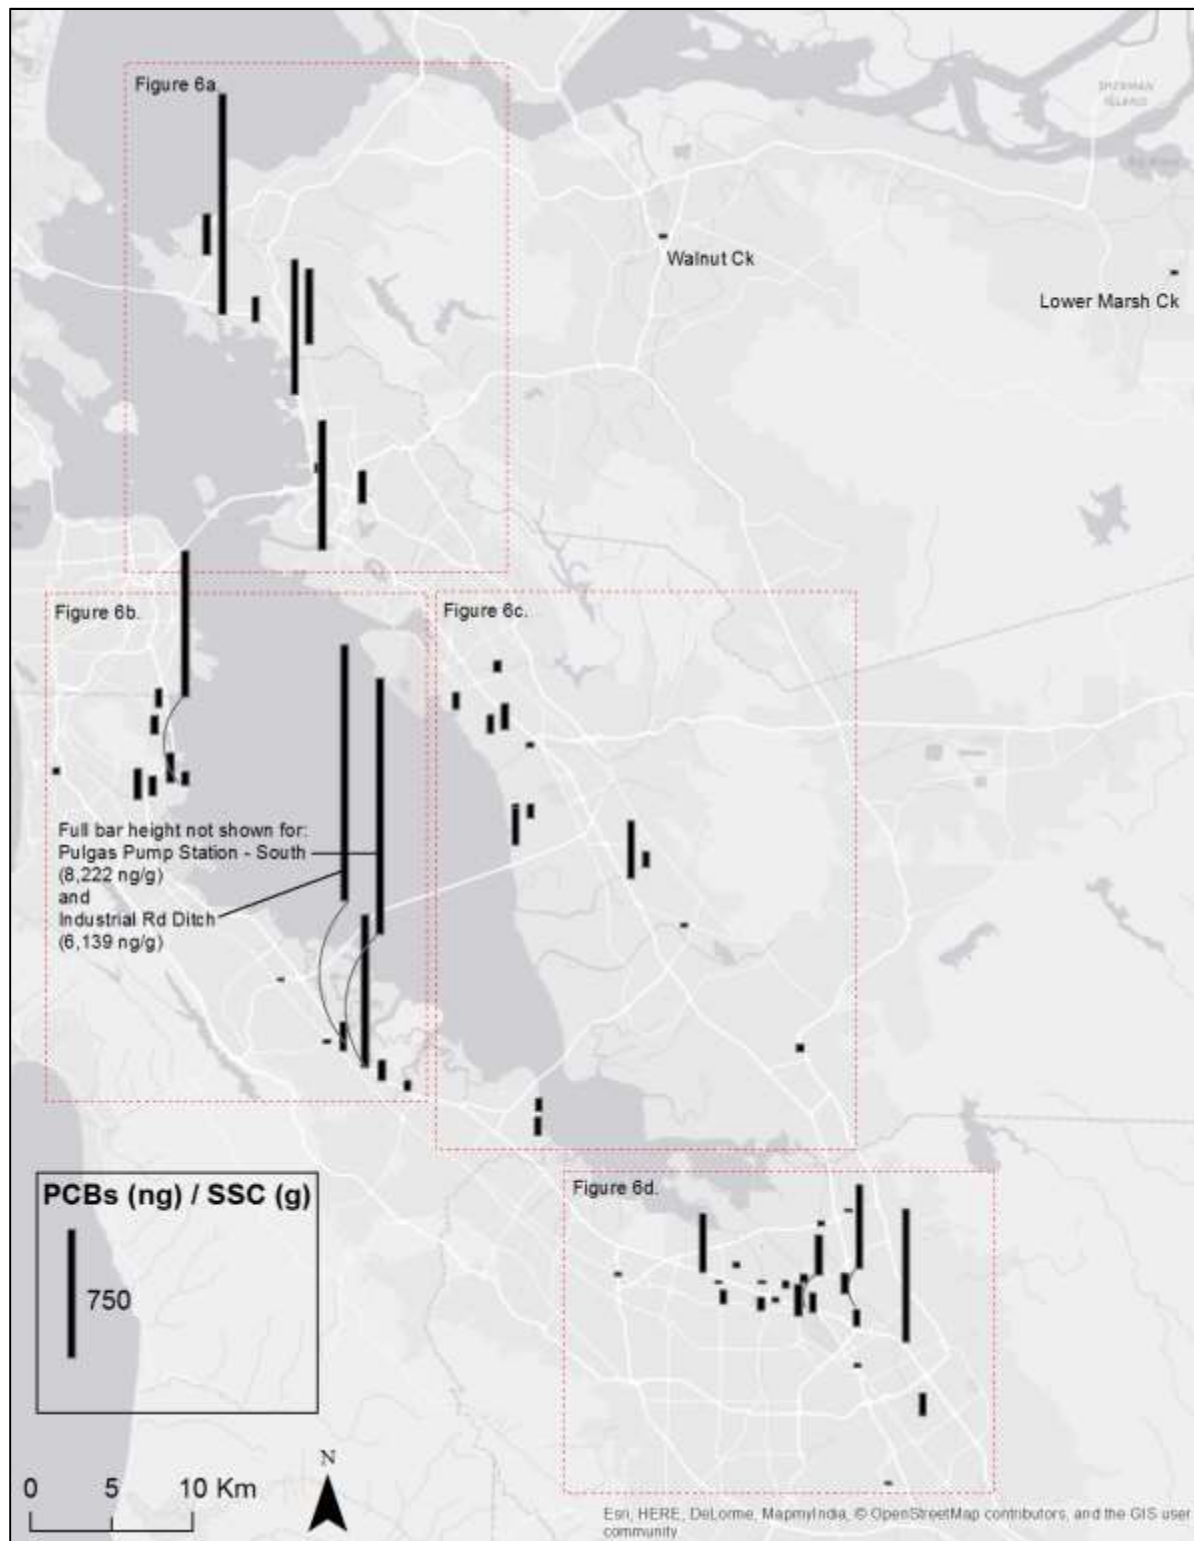 Figure 6a
SHERMAN
ISLAND
Walnut Ck
Lower Marsh Ck
Figure 6b.
Figure 6c.
Full bar height not shown for:
Pulgas Pump Station - South
(8,222 ng/g)
and
Industrial Rd Ditch
(6,139 ng/g)
Figure 6d.
PCBs (ng) / SSC (g)
750
N
0 5 10 Km
Esri, HERE, DeLorme, MapmyIndia, © OpenStreetMap contributors, and the GIS user
community